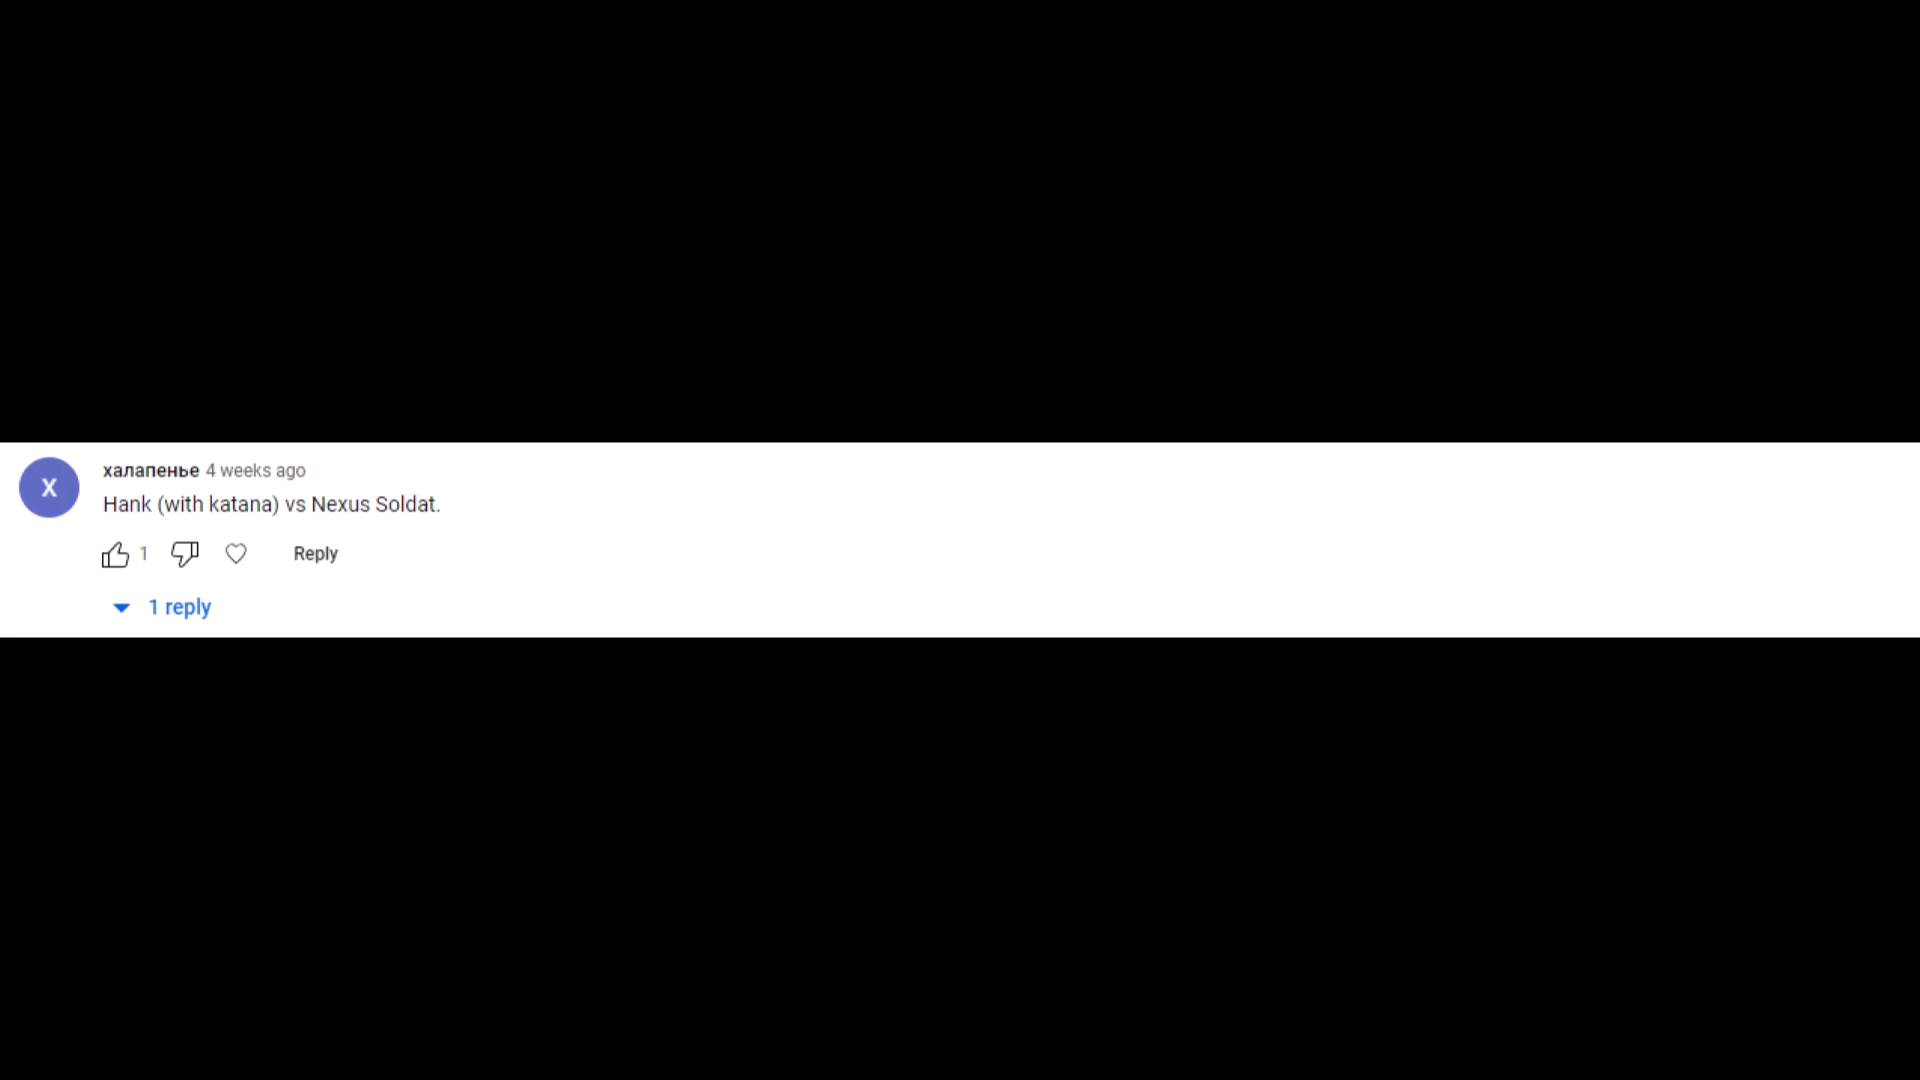 X
халапенье 4 weeks ago
Hank (with katana) vs Nexus Soldat.
1
Reply
1 reply